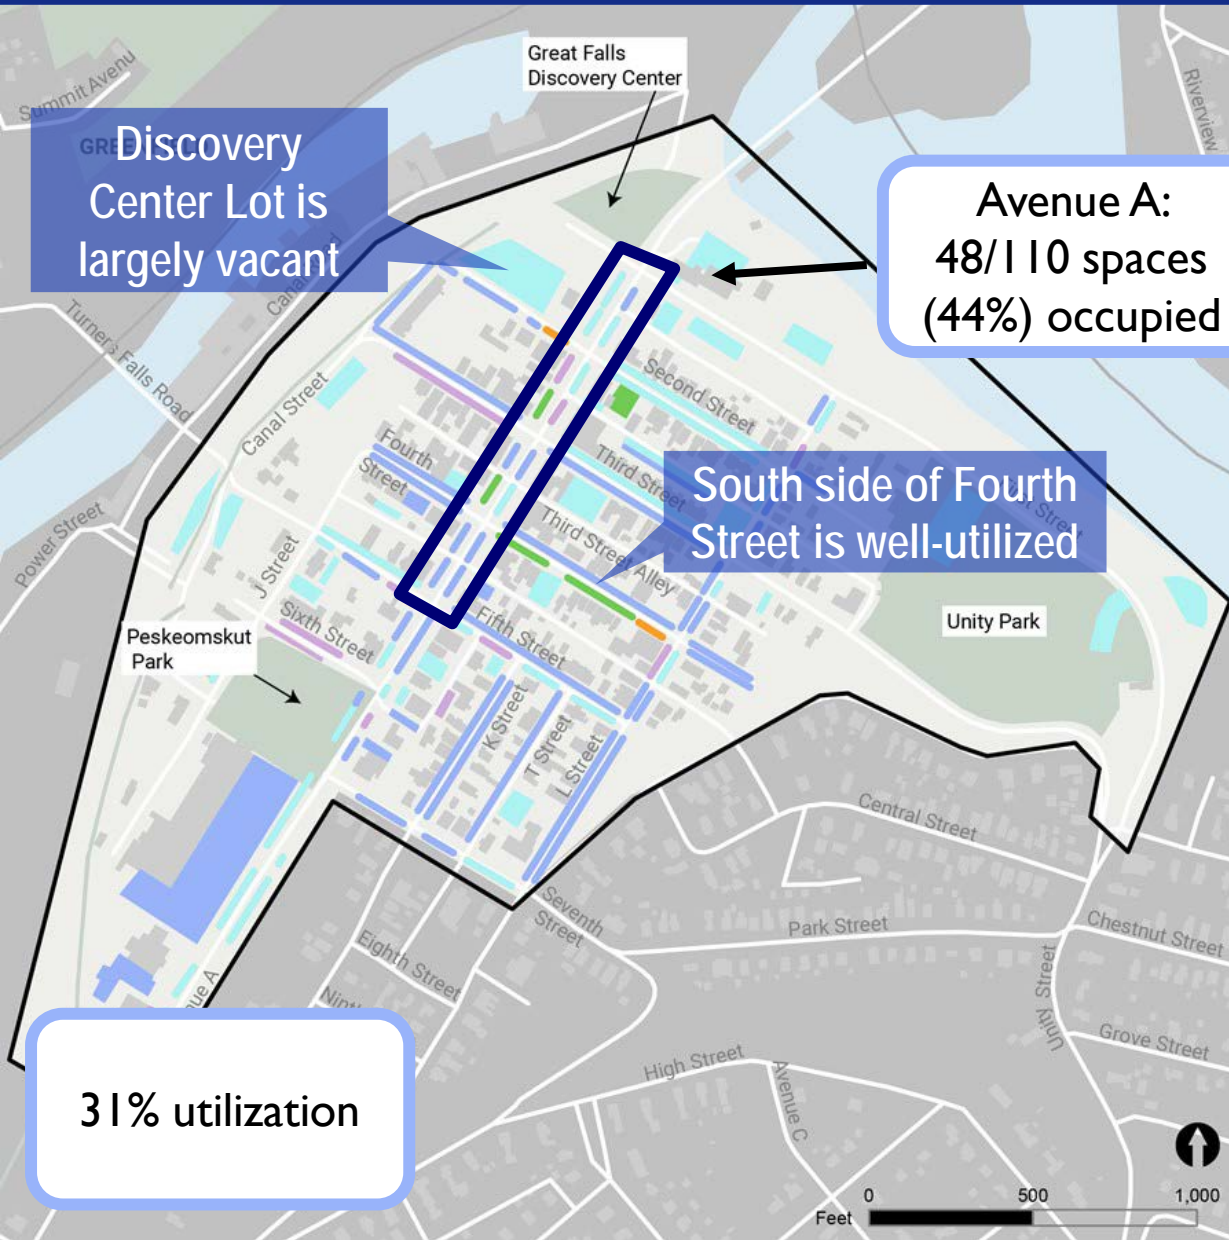 Great Falls
Discovery Center
Summit Avenu
Riverview
Discovery
Center Lot is
largely vacant
Avenue A:
48/110 spaces
(44%) occupied
Turners Falls Road
Canal Street
Second Street
Third Street
Fourth
Street
South side of Fourth
Street is well-utilized
Third Street Alley
Power Street
J Street
Sixth Street
Fifth Street
Unity Park
Peskeomskut
Park
K Street
T Street
L Street
Central Street
Seventh
Street
Park Street
Chestnut Street
Eighth Street
Unity Street
Grove Street
High Street
Avenue C
31% utilization
0 500 1,000
Feet